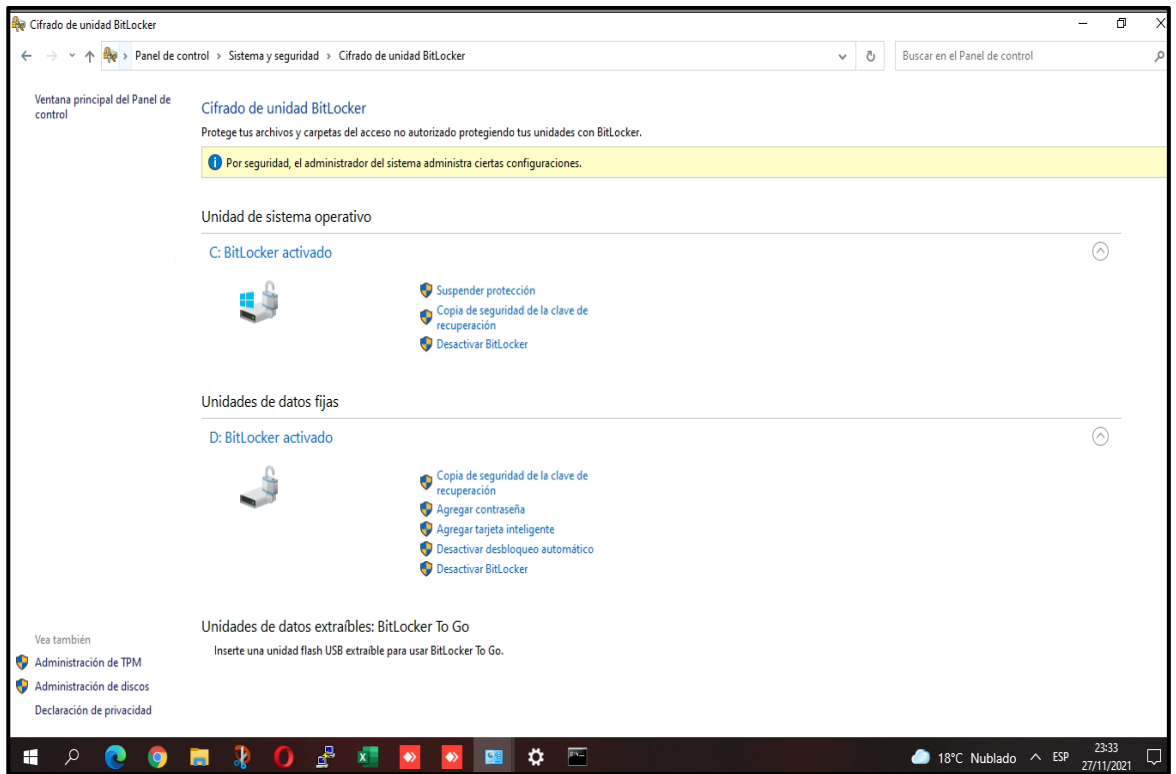 Cifrado de unidad BitLocker
Panel de control › Sistema y seguridad › Cifrado de unidad BitLocker
Buscar en el Panel de control
Ventana principal del Panel de
control
Cifrado de unidad BitLocker
Protege tus archivos y carpetas del acceso no autorizado protegiendo tus unidades con BitLocker.
Por seguridad, el administrador del sistema administra ciertas configuraciones.
Unidad de sistema operativo
C: BitLocker activado
Suspender protección
Copia de seguridad de la clave de
recuperación
Desactivar BitLocker
Unidades de datos fijas
D: BitLocker activado
Copia de seguridad de la clave de
recuperación
Agregar contraseña
Agregar tarjeta inteligente
Desactivar desbloqueo automático
Desactivar BitLocker
Unidades de datos extraíbles: BitLocker To Go
Inserte una unidad flash USB extraíble para usar BitLocker To Go.
Vea también
Administración de TPM
Administración de discos
Declaración de privacidad
18°C Nublado
ESP
23:33
27/11/2021